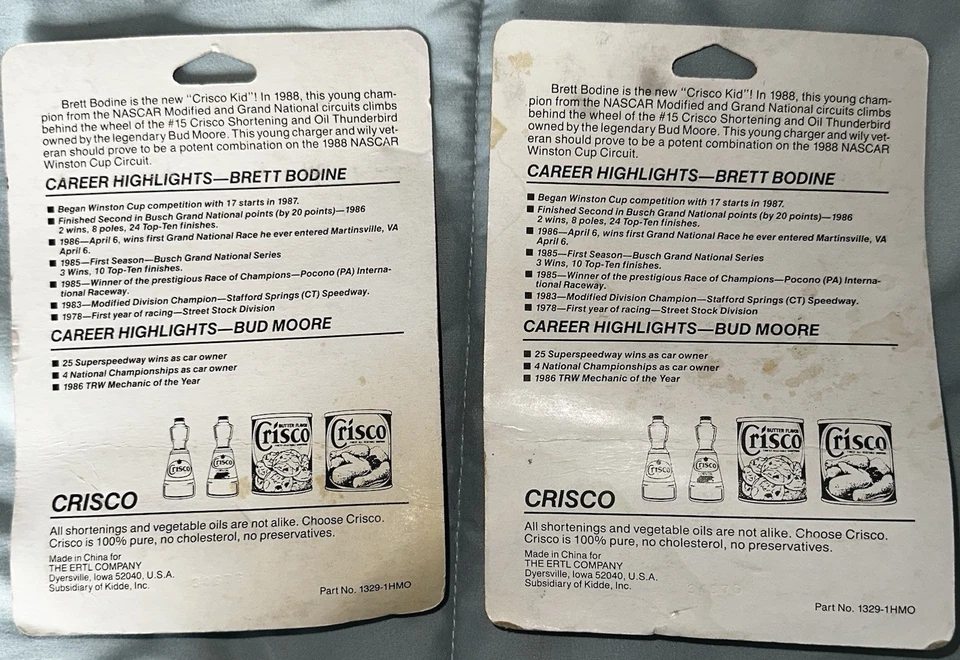 Brett Bodine is the new "Crisco Kid"! In 1988, this young cham-
pion from the NASCAR Modified and Grand National circuits climbs
behind the wheel of the #15 Crisco Shortening and Oil Thunderbird
owned by the legendary Bud Moore. This young charger and wily vet-
eran should prove to be a potent combination on the 1988 NASCAR
Winston Cup Circuit.
CAREER HIGHLIGHTS—BRETT BODINE
■ Began Winston Cup competition with 17 starts in 1987.
■ Finished Second in Busch Grand National points (by 20 points)—1986
2 wins, 8 poles, 24 Top-Ten finishes.
■ 1986—April 6, wins first Grand National Race he ever entered Martinsville, VA
April 6.
■ 1985—First Season—Busch Grand National Series
3 Wins, 10 Top-Ten finishes.
■ 1985—Winner of the prestigious Race of Champions—Pocono (PA) Interna-
tional Raceway.
■ 1983—Modified Division Champion—Stafford Springs (CT) Speedway.
■ 1978—First year of racing—Street Stock Division
CAREER HIGHLIGHTS—BUD MOORE
■ 25 Superspeedway wins as car owner
■ 4 National Championships as car owner
■ 1986 TRW Mechanic of the Year
Crisco
Crisco
BUTTER FLAVOR
Crisco
Crisco
CRISCO
All shortenings and vegetable oils are not alike. Choose Crisco.
Crisco is 100% pure, no cholesterol, no preservatives.
Made in China for
THE ERTL COMPANY
Dyersville, Iowa 52040, U.S.A.
Subsidiary of Kidde, Inc.
Part No. 1329-1HMO
Brett Bodine is the new "Crisco Kid"! In 1988, this young cham-
pion from the NASCAR Modified and Grand National circuits climbs
behind the wheel of the #15 Crisco Shortening and Oil Thunderbird
owned by the legendary Bud Moore. This young charger and wily vet-
eran should prove to be a potent combination on the 1988 NASCAR
Winston Cup Circuit.
CAREER HIGHLIGHTS—BRETT BODINE
■ Began Winston Cup competition with 17 starts in 1987.
■ Finished Second in Busch Grand National points (by 20 points)—1986
2 wins, 8 poles, 24 Top-Ten finishes.
■ 1986—April 6, wins first Grand National Race he ever entered Martinsville, VA
April 6.
■ 1985—First Season—Busch Grand National Series
3 Wins, 10 Top-Ten finishes.
■ 1985—Winner of the prestigious Race of Champions—Pocono (PA) Interna-
tional Raceway.
■ 1983—Modified Division Champion—Stafford Springs (CT) Speedway.
■ 1978—First year of racing—Street Stock Division
CAREER HIGHLIGHTS—BUD MOORE
■ 25 Superspeedway wins as car owner
■ 4 National Championships as car owner
■ 1986 TRW Mechanic of the Year
Crisco
Crisco
BUTTER FLAVOR
Crisco
Crisco
CRISCO
All shortenings and vegetable oils are not alike. Choose Crisco.
Crisco is 100% pure, no cholesterol, no preservatives.
Made in China for
THE ERTL COMPANY
Dyersville, Iowa 52040, U.S.A.
Subsidiary of Kidde, Inc.
Part No. 1329-1HMO